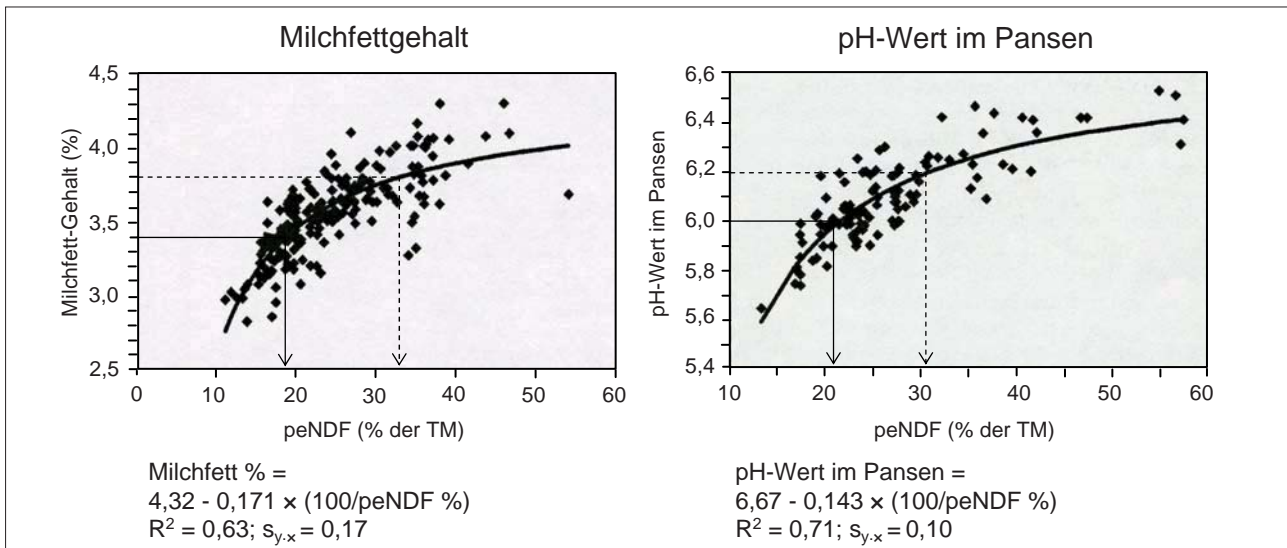 Milchfettgehalt
4,5
4,0
3,5
3,0
2,5
Milchfett-Gehalt (%)
0 10 20 30 40 50 60
peNDF (% der TM)
Milchfett % =
4,32 - 0,171 × (100/peNDF %)
R² = 0,63; sy·x = 0,17
pH-Wert im Pansen
6,6
6,4
6,2
6,0
5,8
5,6
5,4
pH-Wert im Pansen
10 20 30 40 50 60
peNDF (% der TM)
pH-Wert im Pansen =
6,67 - 0,143 × (100/peNDF %)
R² = 0,71; sy·x = 0,10